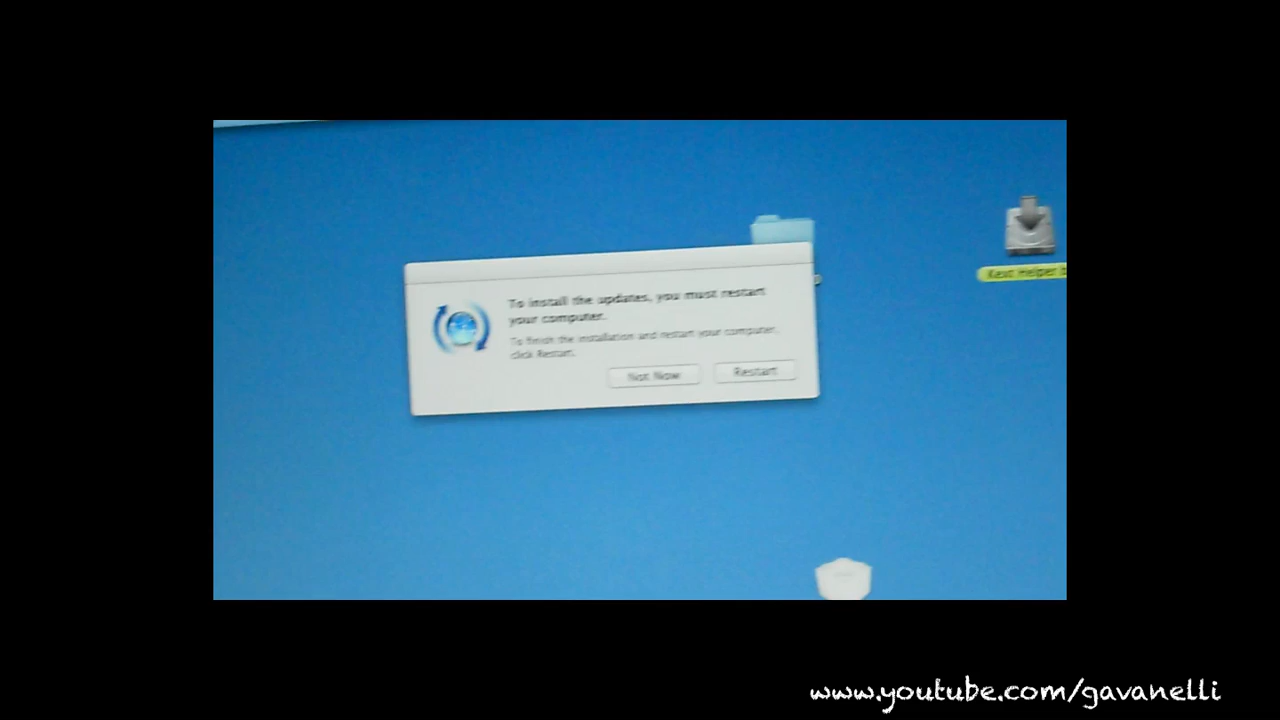 To install the updates, you must restart
your computer.
To finish the installation and restart your computer,
click Restart.
Not Now
Restart
Kext Helper b
www.youtube.com/gavanelli